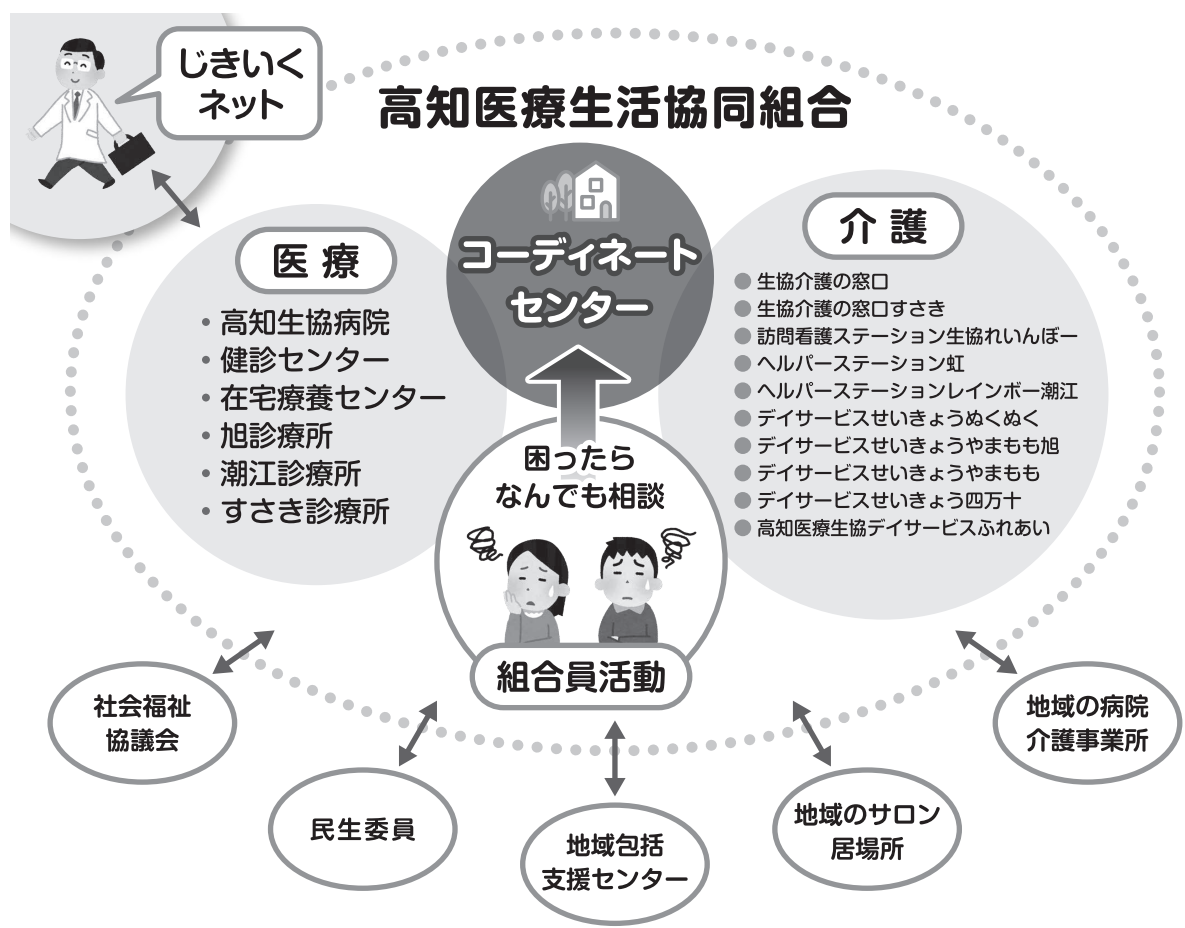 じきいく
ネット
高知医療生活協同組合
コーディネート
センター
医療
・高知生協病院
・健診センター
・在宅療養センター
・旭診療所
・潮江診療所
・すさき診療所
介護
●生協介護の窓口
●生協介護の窓口すさき
●訪問看護ステーション生協れいんぼー
●ヘルパーステーション虹
●ヘルパーステーションレインボー潮江
●デイサービスせいきょうぬくぬく
●デイサービスせいきょうやまもも旭
●デイサービスせいきょうやまもも
●デイサービスせいきょう四万十
●高知医療生協デイサービスふれあい
困ったら
なんでも相談
組合員活動
社会福祉
協議会
民生委員
地域包括
支援センター
地域のサロン
居場所
地域の病院
介護事業所